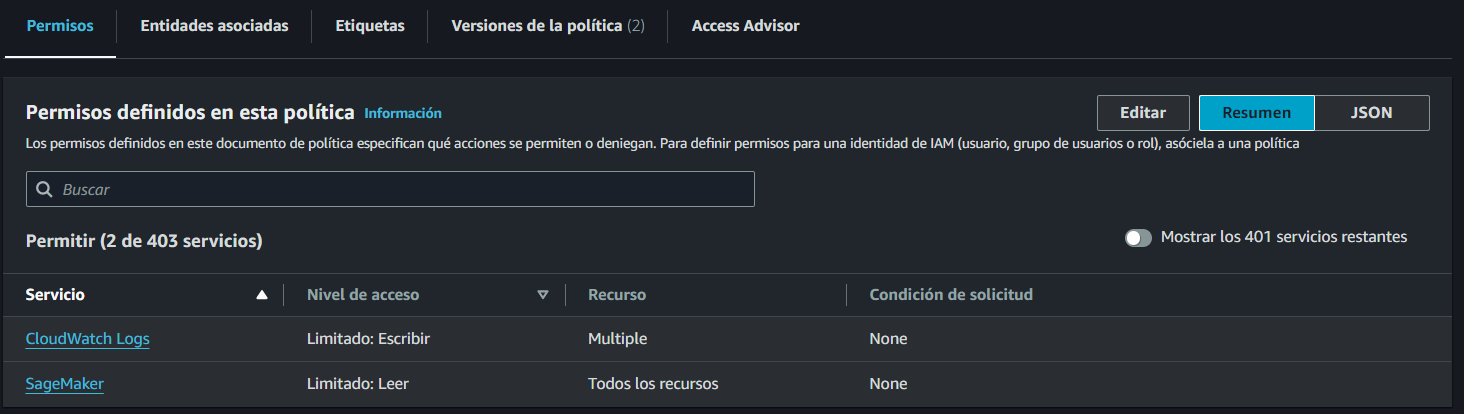 Permisos Entidades asociadas Etiquetas Versiones de la política (2) Access Advisor
Permisos definidos en esta política Información Editar Resumen JSON
Los permisos definidos en este documento de política especifican qué acciones se permiten o deniegan. Para definir permisos para una identidad de IAM (usuario, grupo de usuarios o rol), asóciela a una política
Buscar
Permitir (2 de 403 servicios) Mostrar los 401 servicios restantes
Servicio Nivel de acceso Recurso Condición de solicitud
CloudWatch Logs Limitado: Escribir Multiple None
SageMaker Limitado: Leer Todos los recursos None